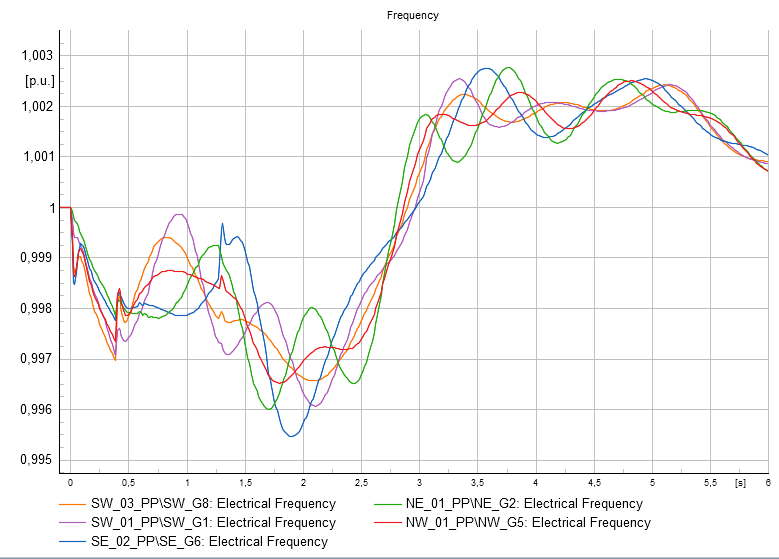 Frequency
1,003
[p.u.]
1,002
1,001
1
0,999
0,998
0,997
0,996
0,995
0 0,5 1 1,5 2 2,5 3 3,5 4 4,5 5 5,5 [s] 6
SW_03_PP\SW_G8: Electrical Frequency NE_01_PP\NE_G2: Electrical Frequency
SW_01_PP\SW_G1: Electrical Frequency NW_01_PP\NW_G5: Electrical Frequency
SE_02_PP\SE_G6: Electrical Frequency